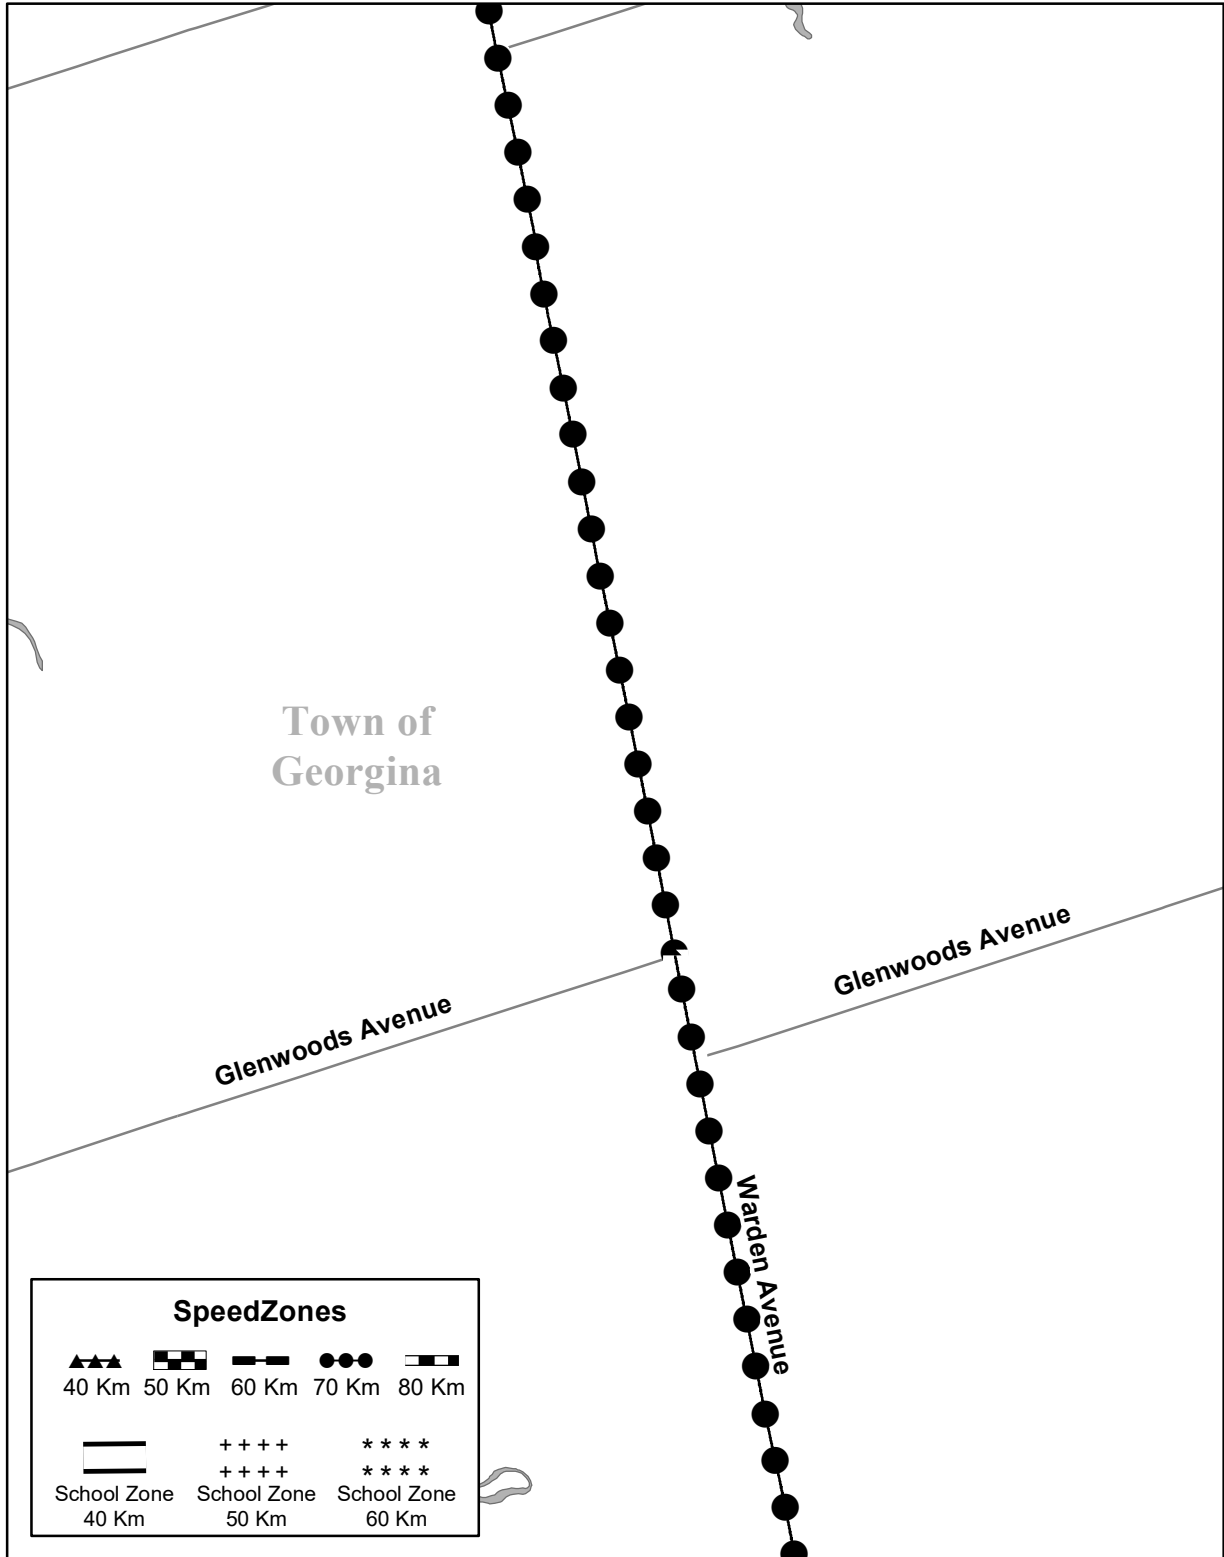 Town of
Georgina
Glenwoods Avenue
Glenwoods Avenue
Warden Avenue
SpeedZones
40 Km 50 Km 60 Km 70 Km 80 Km
School Zone School Zone School Zone
40 Km 50 Km 60 Km